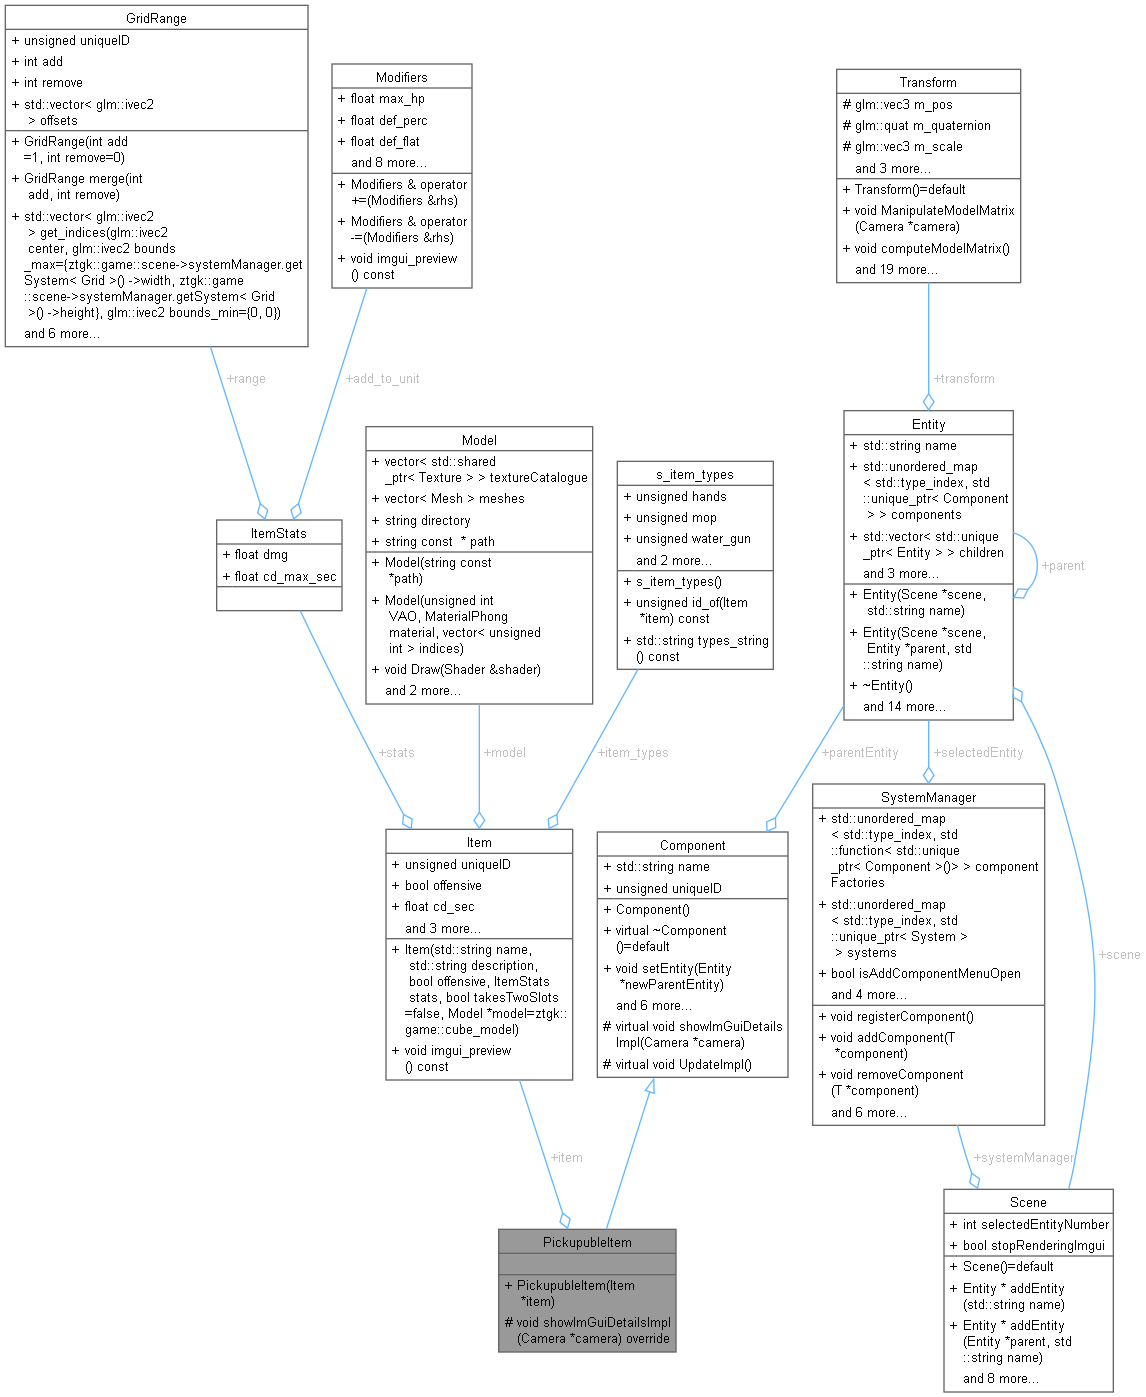 GridRange
+ unsigned uniqueID
+ int add
+ int remove
+ std::vector< glm::ivec2
> offsets
+ GridRange(int add
=1, int remove=0)
+ GridRange merge(int
add, int remove)
+ std::vector< glm::ivec2
> get_indices(glm::ivec2
center, glm::ivec2 bounds
_max={ztgk::game::scene->systemManager.get
System< Grid >() ->width, ztgk::game
::scene->systemManager.getSystem< Grid
>() ->height}, glm::ivec2 bounds_min={0, 0})
and 6 more...
Modifiers
+ float max_hp
+ float def_perc
+ float def_flat
and 8 more...
+ Modifiers & operator
+=(Modifiers &rhs)
+ Modifiers & operator
-=(Modifiers &rhs)
+ void imgui_preview
() const
Transform
# glm::vec3 m_pos
# glm::quat m_quaternion
# glm::vec3 m_scale
and 3 more...
+ Transform()=default
+ void ManipulateModelMatrix
(Camera *camera)
+ void computeModelMatrix()
and 19 more...
+range
+add_to_unit
+transform
Model
+ vector< std::shared
_ptr< Texture > > textureCatalogue
+ vector< Mesh > meshes
+ string directory
+ string const * path
+ Model(string const
*path)
+ Model(unsigned int
VAO, MaterialPhong
material, vector< unsigned
int > indices)
+ void Draw(Shader &shader)
and 2 more...
s_item_types
+ unsigned hands
+ unsigned mop
+ unsigned water_gun
and 2 more...
+ s_item_types()
+ unsigned id_of(Item
*item) const
+ std::string types_string
() const
Entity
+ std::string name
+ std::unordered_map
< std::type_index, std
::unique_ptr< Component
> > components
+ std::vector< std::unique
_ptr< Entity > > children
and 3 more...
+ Entity(Scene *scene,
std::string name)
+ Entity(Scene *scene,
Entity *parent, std
::string name)
+ ~Entity()
and 14 more...
+parent
ItemStats
+ float dmg
+ float cd_max_sec
+stats
+model
+item_types
+parentEntity
+selectedEntity
Item
+ unsigned uniqueID
+ bool offensive
+ float cd_sec
and 3 more...
+ Item(std::string name,
std::string description,
bool offensive, ItemStats
stats, bool takesTwoSlots
=false, Model *model=ztgk::
game::cube_model)
+ void imgui_preview
() const
Component
+ std::string name
+ unsigned uniqueID
+ Component()
+ virtual ~Component
()=default
+ void setEntity(Entity
*newParentEntity)
and 6 more...
# virtual void showImGuiDetails
Impl(Camera *camera)
# virtual void UpdateImpl()
SystemManager
+ std::unordered_map
< std::type_index, std
::function< std::unique
_ptr< Component >()> > component
Factories
+ std::unordered_map
< std::type_index, std
::unique_ptr< System >
> systems
+ bool isAddComponentMenuOpen
and 4 more...
+ void registerComponent()
+ void addComponent(T
*component)
+ void removeComponent
(T *component)
and 6 more...
+scene
+item
+systemManager
PickupubleItem
+ PickupubleItem(Item
*item)
# void showImGuiDetailsImpl
(Camera *camera) override
Scene
+ int selectedEntityNumber
+ bool stopRenderingImgui
+ Scene()=default
+ Entity * addEntity
(std::string name)
+ Entity * addEntity
(Entity *parent, std
::string name)
and 8 more...